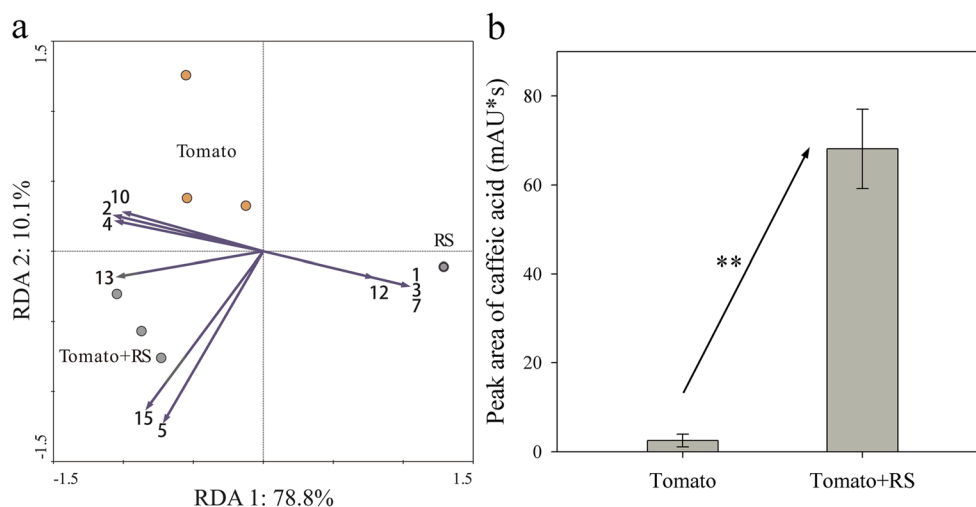 a
1.5
Tomato
10
2
4
RS
13
1
12
3
7
Tomato+RS
15
5
-1.5
-1.5
1.5
RDA 1: 78.8%
RDA 2: 10.1%
b
80
60
40
20
0
**
Tomato
Tomato+RS
Peak area of caffeic acid (mAU*s)